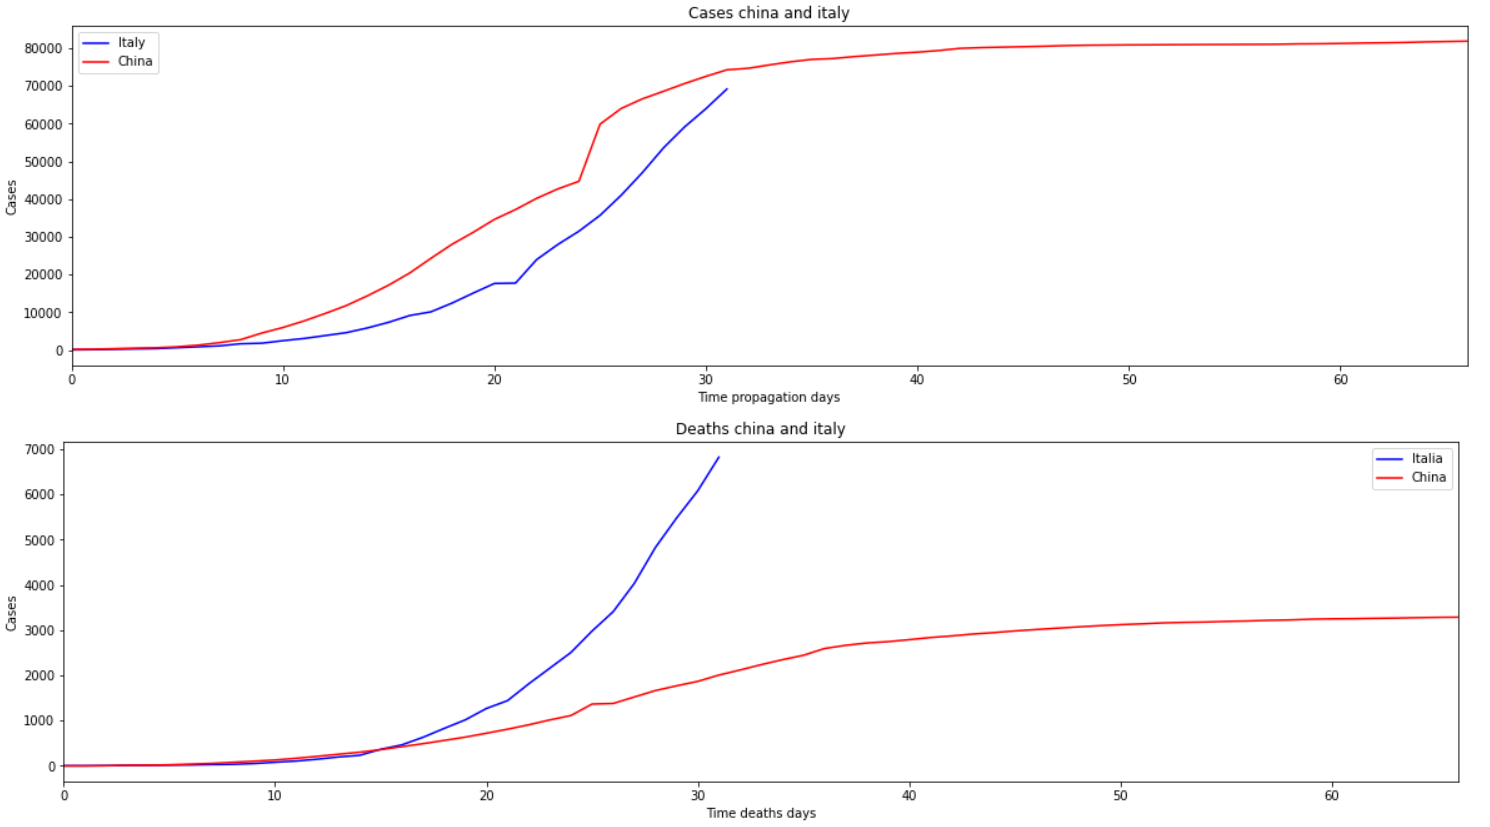 Cases china and italy
Italy
China
80000
70000
60000
50000
40000
30000
20000
10000
0
Cases
0 10 20 30 40 50 60
Time propagation days
Deaths china and italy
Italia
China
7000
6000
5000
4000
3000
2000
1000
0
Cases
0 10 20 30 40 50 60
Time deaths days